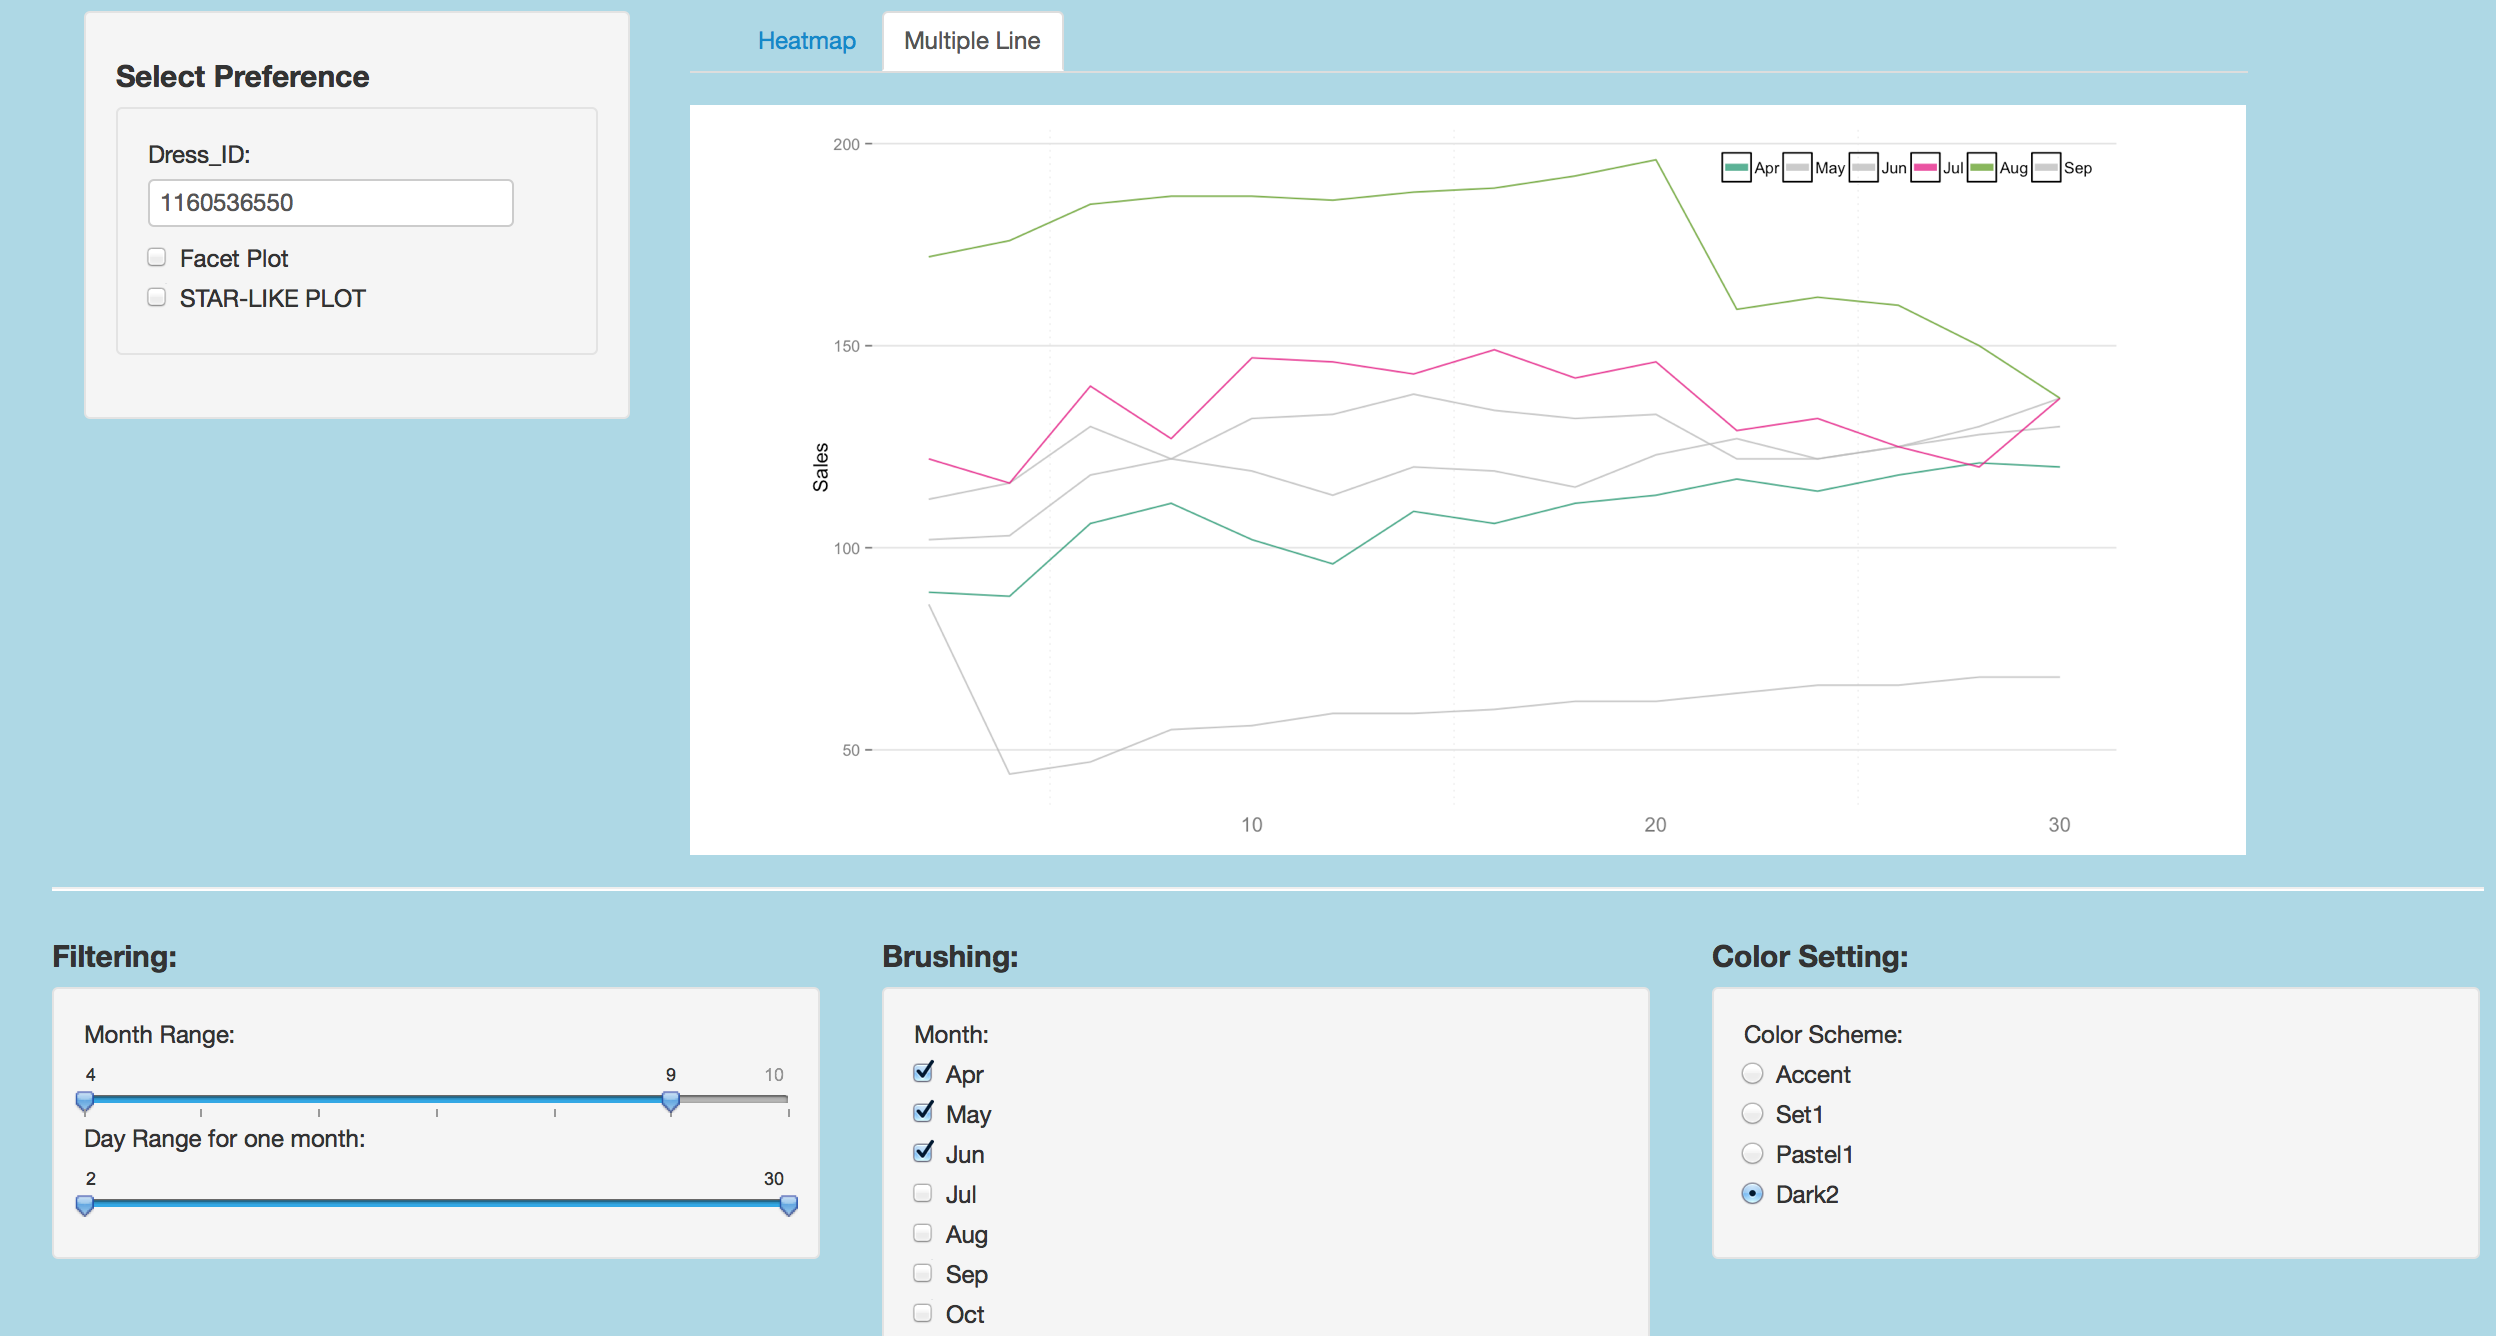 Heatmap
Multiple Line
Select Preference
Dress_ID:
1160536550
Facet Plot
STAR-LIKE PLOT
200
150
100
50
Sales
Apr May Jun Jul Aug Sep
10 20 30
Filtering:
Month Range:
4 9 10
Day Range for one month:
2 30
Brushing:
Month:
Apr
May
Jun
Jul
Aug
Sep
Oct
Color Setting:
Color Scheme:
Accent
Set1
Pastel1
Dark2